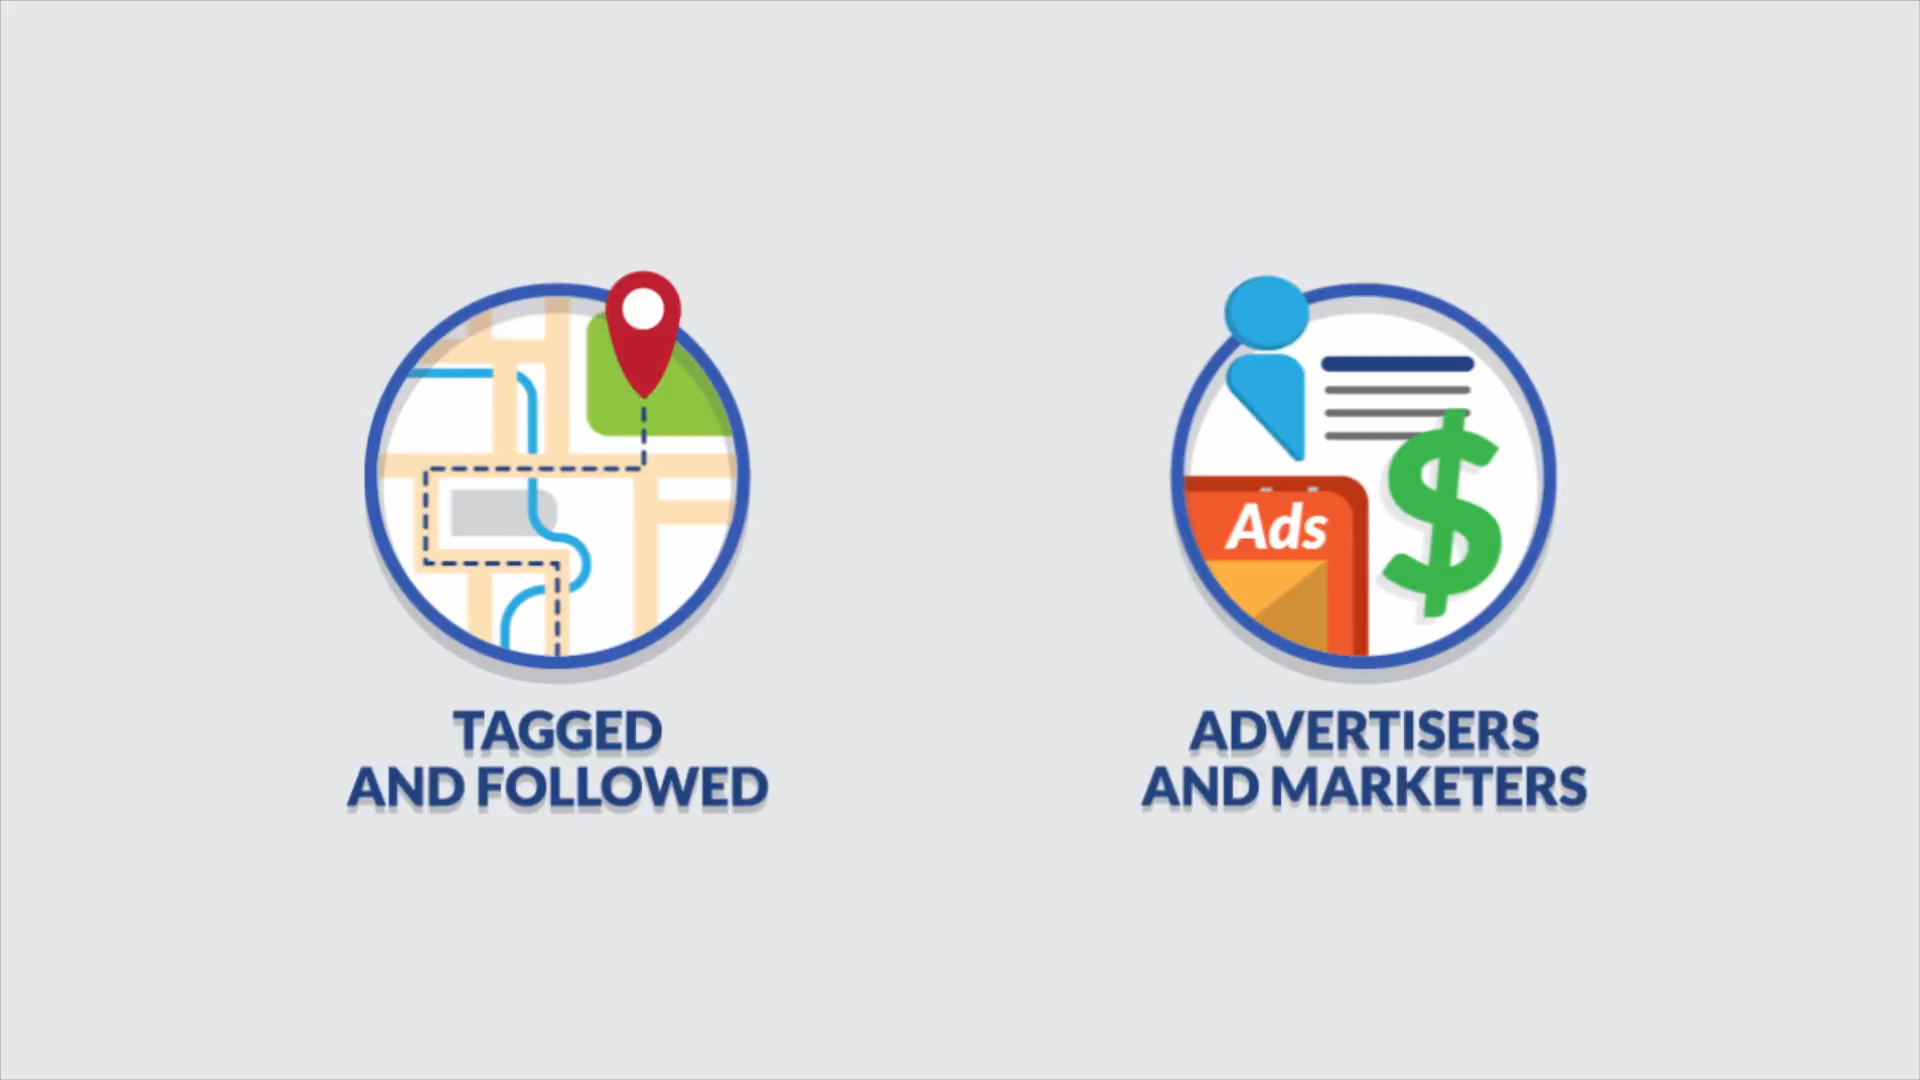 Ads
TAGGED
AND FOLLOWED
ADVERTISERS
AND MARKETERS